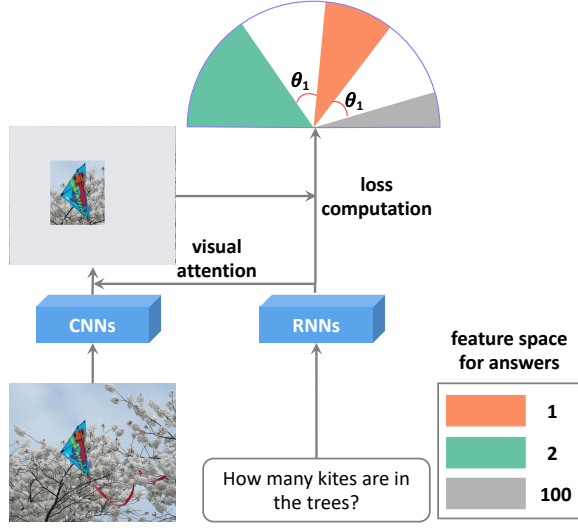 θ1
θ1
loss
computation
visual
attention
CNNs
RNNs
feature space
for answers
1
2
100
How many kites are in
the trees?